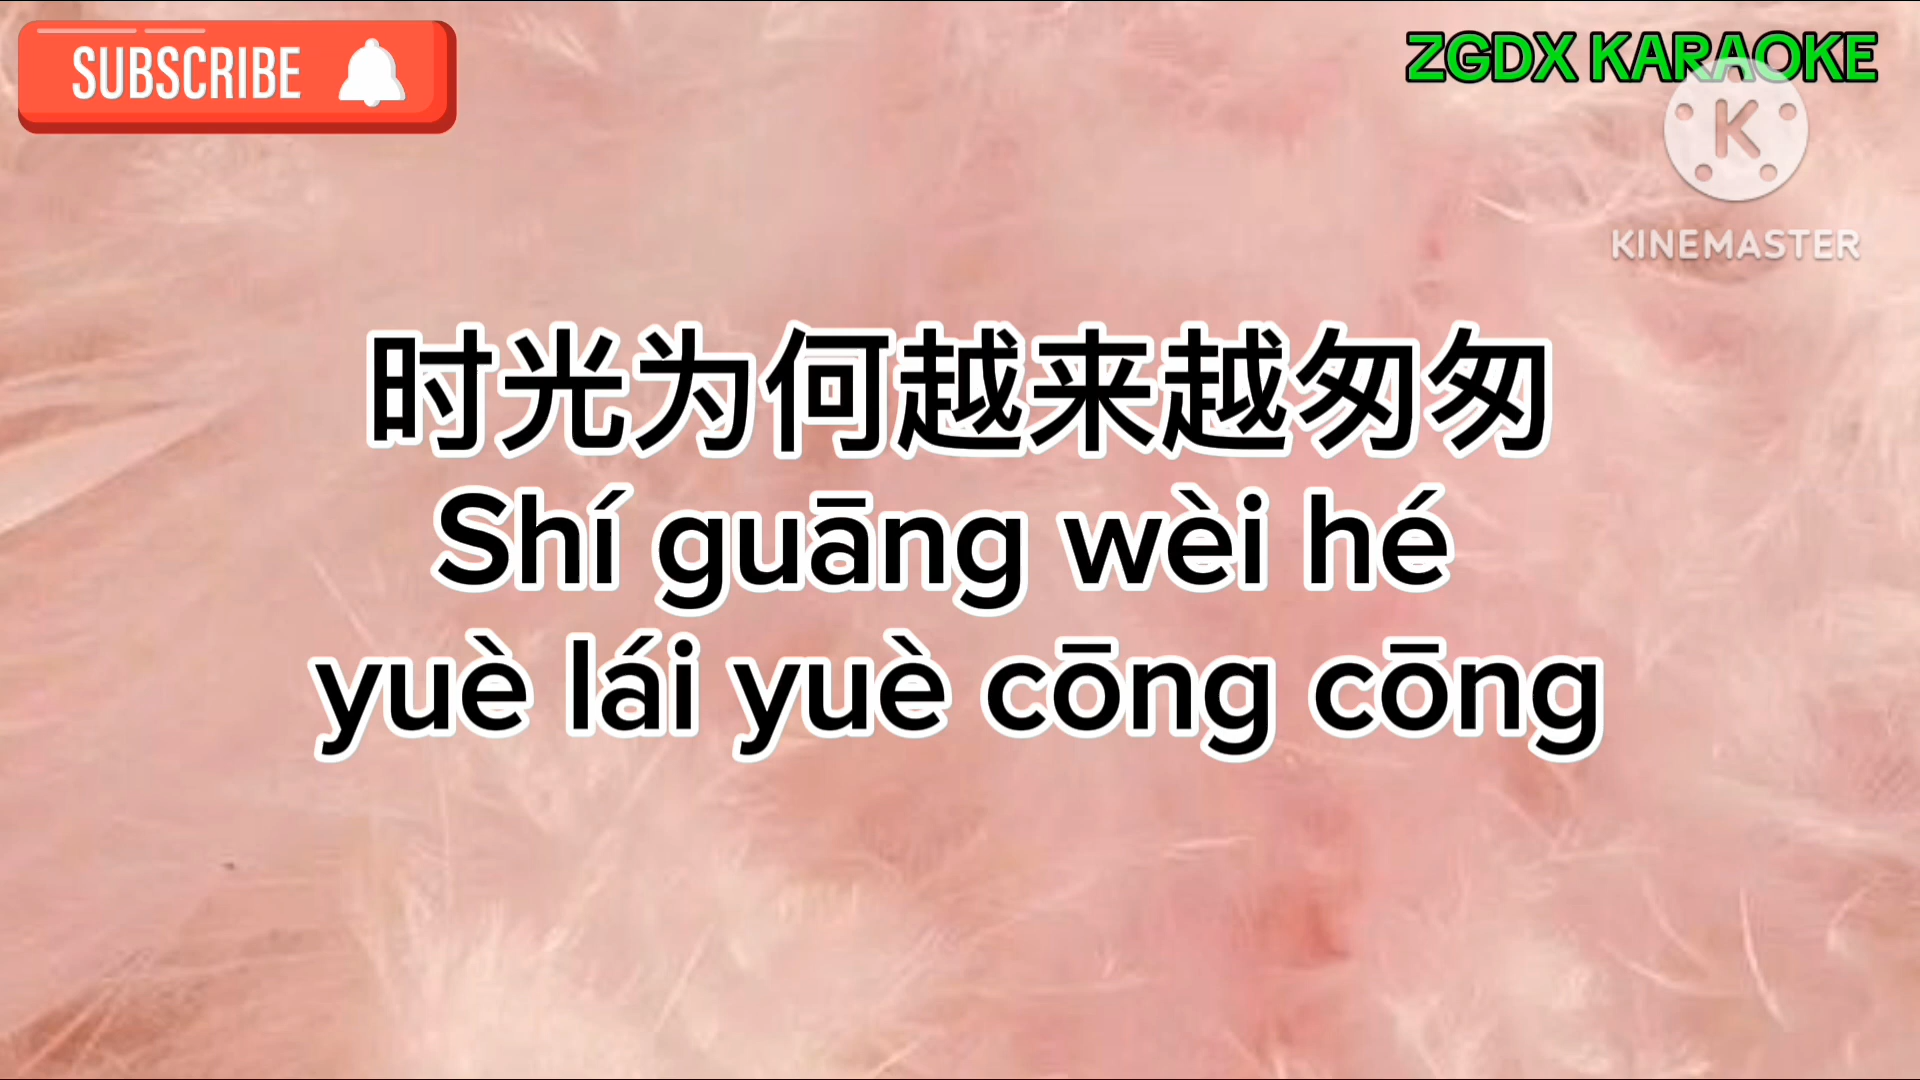 SUBSCRIBE
ZGDX KARAOKE
K
KINEMASTER
时光为何越来越匆匆
Shí guāng wèi hé
yuè lái yuè cōng cōng